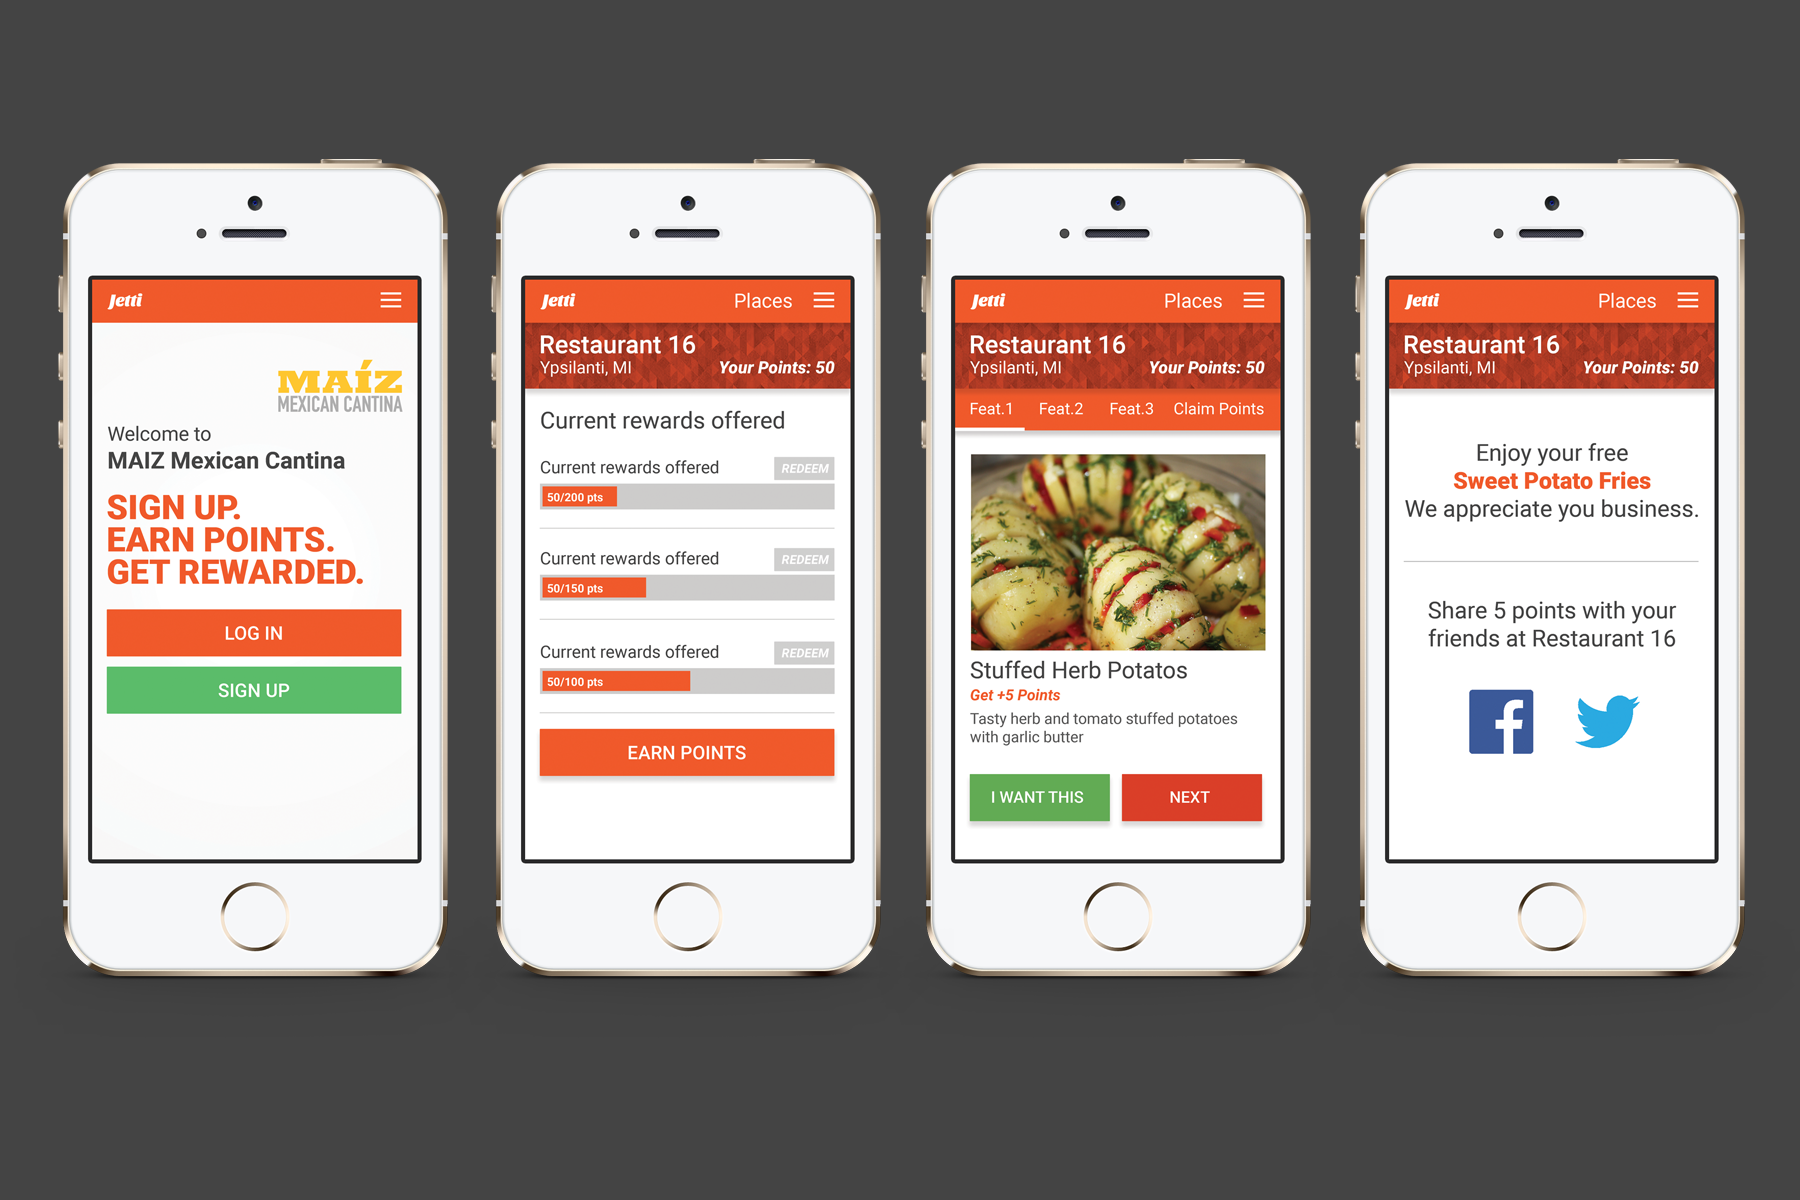 Jetti
MAÍZ
MEXICAN CANTINA
Welcome to
MAIZ Mexican Cantina
SIGN UP.
EARN POINTS.
GET REWARDED.
LOG IN
SIGN UP
Jetti Places
Restaurant 16
Ypsilanti, MI Your Points: 50
Current rewards offered
Current rewards offered REDEEM
50/200 pts
Current rewards offered REDEEM
50/150 pts
Current rewards offered REDEEM
50/100 pts
EARN POINTS
Jetti Places
Restaurant 16
Ypsilanti, MI Your Points: 50
Feat.1 Feat.2 Feat.3 Claim Points
Stuffed Herb Potatos
Get +5 Points
Tasty herb and tomato stuffed potatoes
with garlic butter
I WANT THIS NEXT
Jetti Places
Restaurant 16
Ypsilanti, MI Your Points: 50
Enjoy your free
Sweet Potato Fries
We appreciate you business.
Share 5 points with your
friends at Restaurant 16